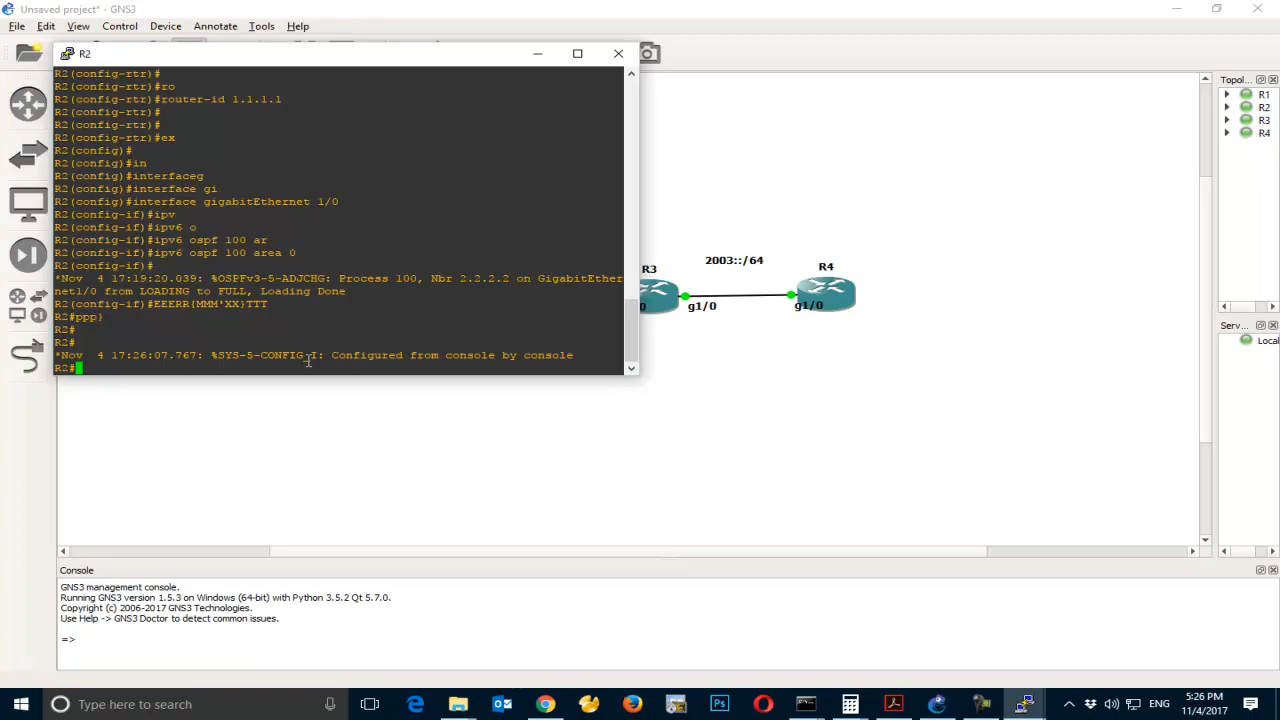 Unsaved project* - GNS3
File Edit View Control Device Annotate Tools Help
R2
R2(config-rtr)#
R2(config-rtr)#ro
R2(config-rtr)#router-id 1.1.1.1
R2(config-rtr)#
R2(config-rtr)#
R2(config-rtr)#ex
R2(config)#
R2(config)#in
R2(config)#interfaceg
R2(config)#interface gi
R2(config)#interface gigabitEthernet 1/0
R2(config-if)#ipv
R2(config-if)#ipv6 o
R2(config-if)#ipv6 ospf 100 ar
R2(config-if)#ipv6 ospf 100 area 0
R2(config-if)#
*Nov  4 17:19:20.039: %OSPFv3-5-ADJCHG: Process 100, Nbr 2.2.2.2 on GigabitEther
net1/0 from LOADING to FULL, Loading Done
R2(config-if)#EEERR{MMM'XX}TTT
R2#ppp}
R2#
R2#
*Nov  4 17:26:07.767: %SYS-5-CONFIG_I: Configured from console by console
R2#
R3
2003::/64
R4
0
g1/0
g1/0
Topol...
R1
R2
R3
R4
Serv...
Local
Console
GNS3 management console.
Running GNS3 version 1.5.3 on Windows (64-bit) with Python 3.5.2 Qt 5.7.0.
Copyright (c) 2006-2017 GNS3 Technologies.
Use Help -> GNS3 Doctor to detect common issues.
=>
Type here to search
Ps
ENG
5:26 PM
11/4/2017